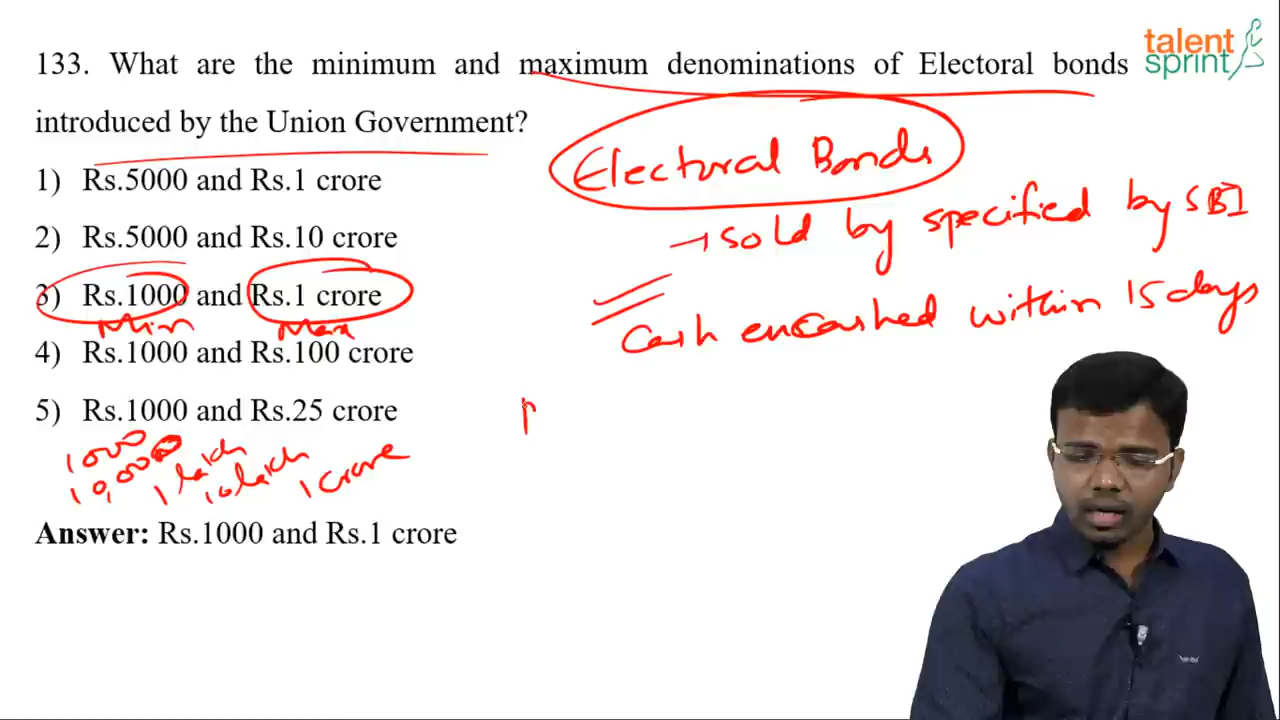 talent
sprint
133. What are the minimum and maximum denominations of Electoral bonds
introduced by the Union Government?
1) Rs.5000 and Rs.1 crore
2) Rs.5000 and Rs.10 crore
3) Rs.1000 and Rs.1 crore
Min Max
4) Rs.1000 and Rs.100 crore
5) Rs.1000 and Rs.25 crore
1000
10,000 1 lakh 10 lakh 1 crore
Answer: Rs.1000 and Rs.1 crore
Electoral Bonds
→ sold by specified by SBI
Cash encashed within 15 days